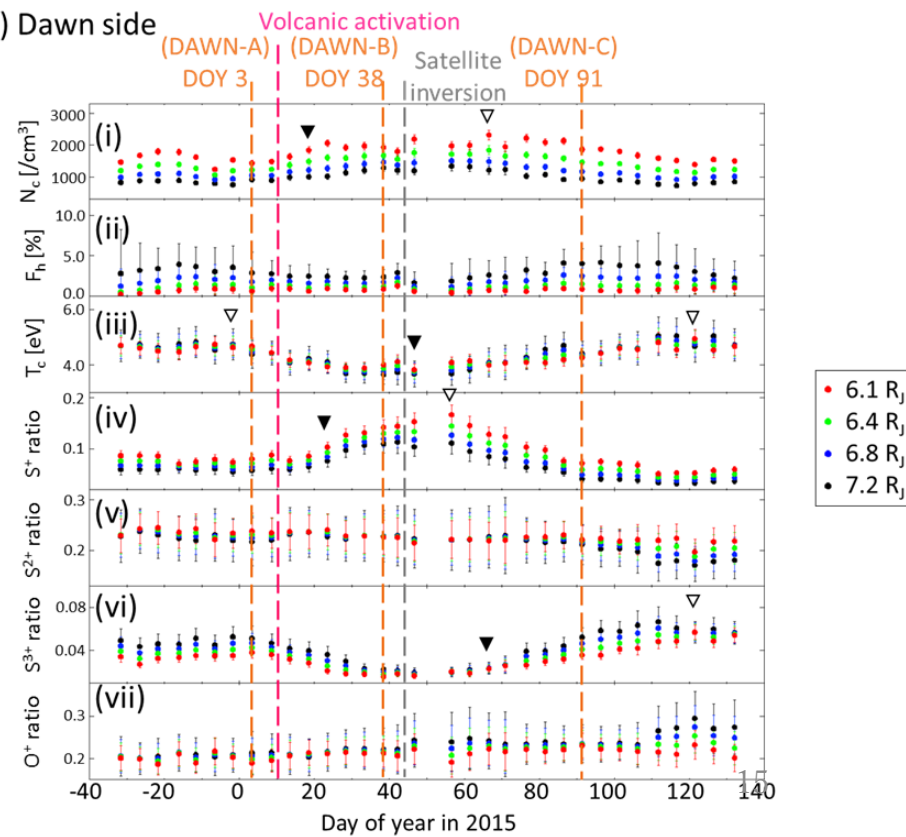 ) Dawn side
Volcanic activation
(DAWN-A)
DOY 3
(DAWN-B)
DOY 38
Satellite
inversion
(DAWN-C)
DOY 91
(i)
N_c [/cm³]
3000
2000
1000
(ii)
F_h [%]
10.0
5.0
0.0
(iii)
T_c [eV]
6.0
4.0
(iv)
S⁺ ratio
0.2
0.1
(v)
S²⁺ ratio
0.3
0.2
(vi)
S³⁺ ratio
0.08
0.04
(vii)
O⁺ ratio
0.3
0.2
-40 -20 0 20 40 60 80 100 120 140
15
Day of year in 2015
6.1 R_J
6.4 R_J
6.8 R_J
7.2 R_J